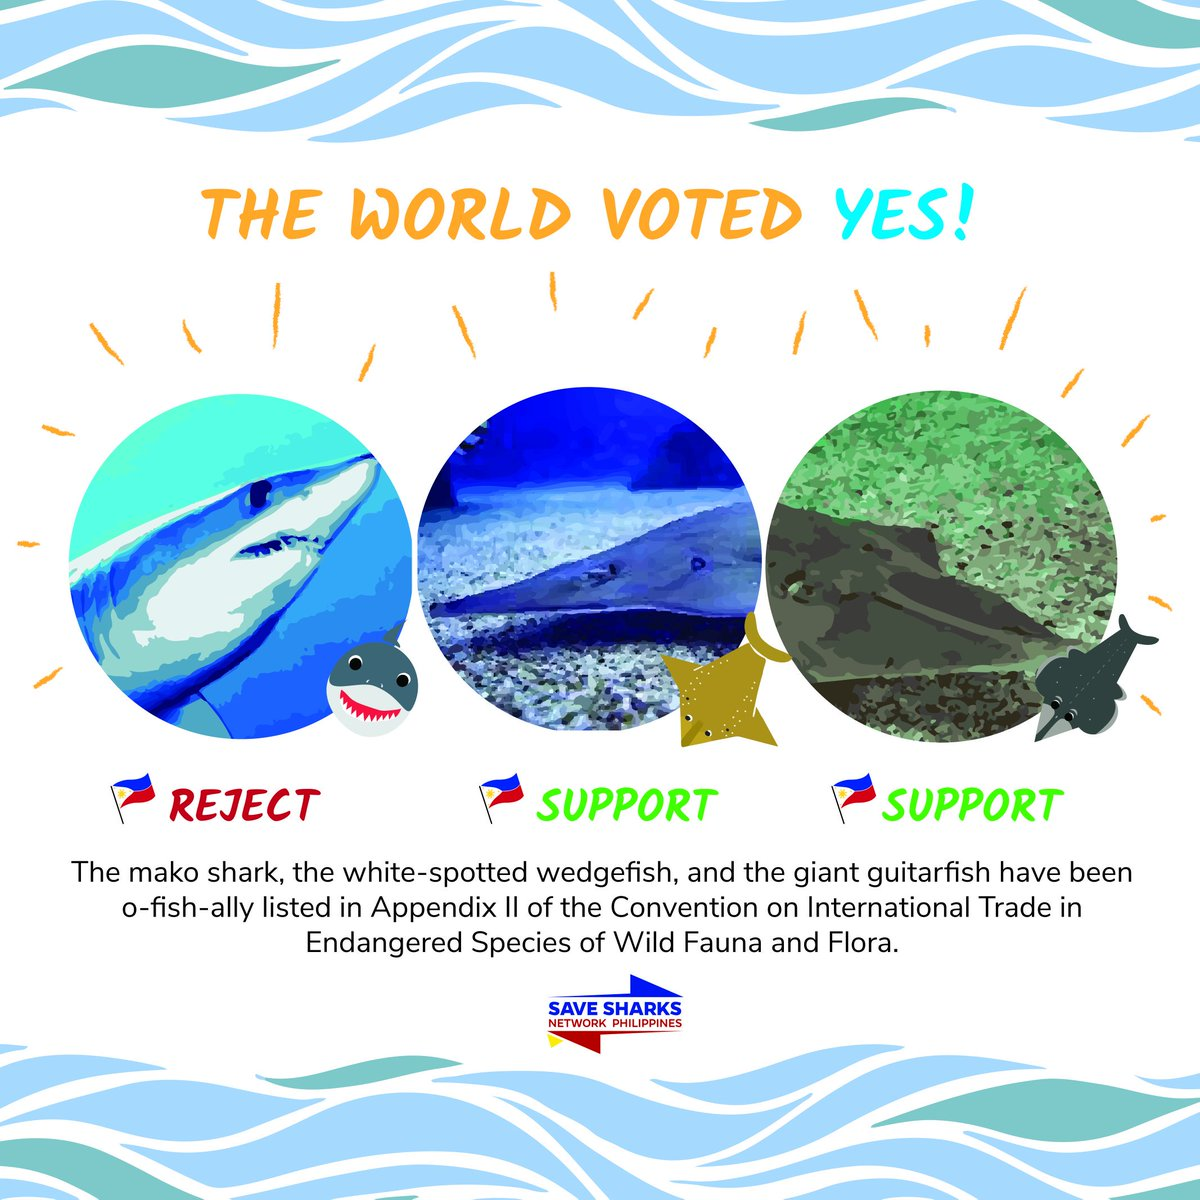 THE WORLD VOTED YES!
REJECT
SUPPORT
SUPPORT
The mako shark, the white-spotted wedgefish, and the giant guitarfish have been
o-fish-ally listed in Appendix II of the Convention on International Trade in
Endangered Species of Wild Fauna and Flora.
SAVE SHARKS
NETWORK PHILIPPINES